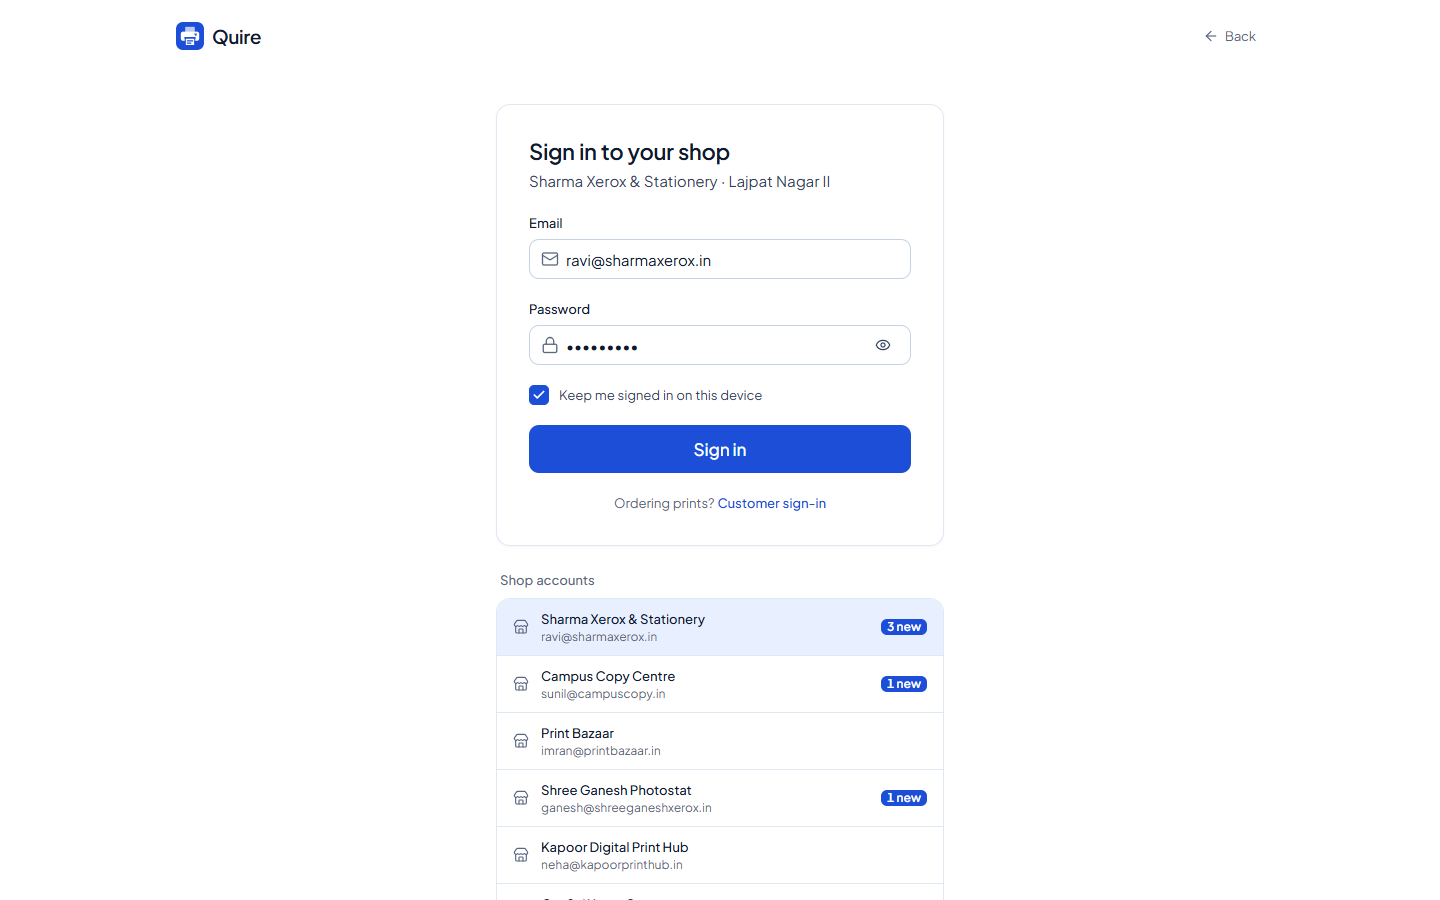 Quire
Back
Sign in to your shop
Sharma Xerox & Stationery · Lajpat Nagar II
Email
ravi@sharmaxerox.in
Password
•••••••••
Keep me signed in on this device
Sign in
Ordering prints? Customer sign-in
Shop accounts
Sharma Xerox & Stationery
ravi@sharmaxerox.in
3 new
Campus Copy Centre
sunil@campuscopy.in
1 new
Print Bazaar
imran@printbazaar.in
Shree Ganesh Photostat
ganesh@shreeganeshxerox.in
1 new
Kapoor Digital Print Hub
neha@kapoorprinthub.in